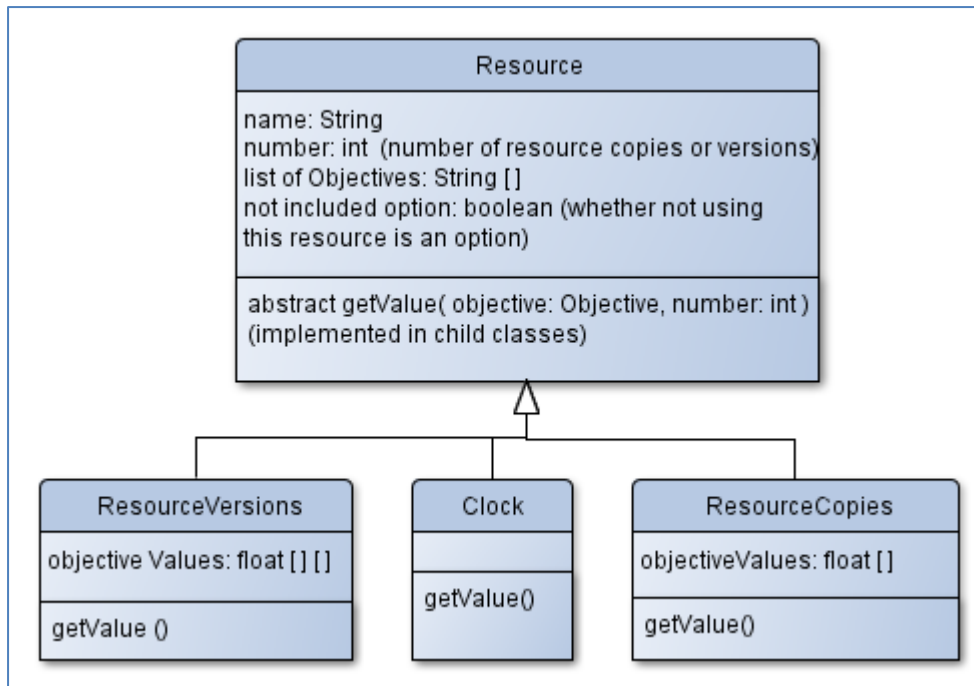 Resource
name: String
number: int (number of resource copies or versions)
list of Objectives: String [ ]
not included option: boolean (whether not using
this resource is an option)
abstract getValue( objective: Objective, number: int )
(implemented in child classes)
ResourceVersions
objective Values: float [ ] [ ]
getValue ()
Clock
getValue()
ResourceCopies
objectiveValues: float [ ]
getValue()